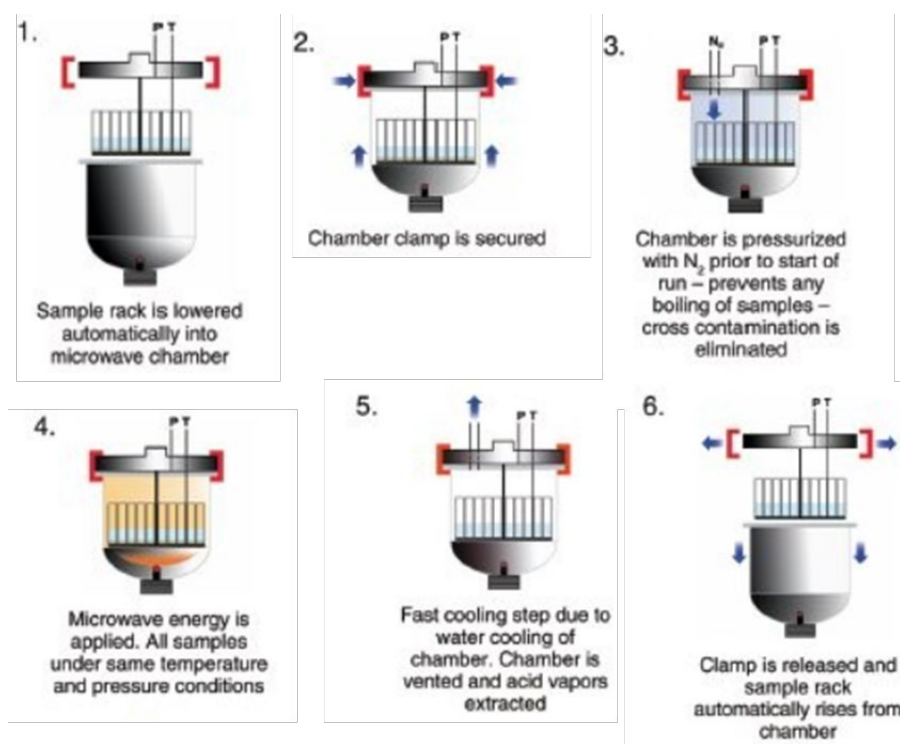 1.
P T
Sample rack is lowered
automatically into
microwave chamber
2.
P T
Chamber clamp is secured
3.
N₂ P T
Chamber is pressurized
with N₂ prior to start of
run – prevents any
boiling of samples –
cross contamination is
eliminated
4.
P T
Microwave energy is
applied. All samples
under same temperature
and pressure conditions
5.
P T
Fast cooling step due to
water cooling of
chamber. Chamber is
vented and acid vapors
extracted
6.
P T
Clamp is released and
sample rack
automatically rises from
chamber